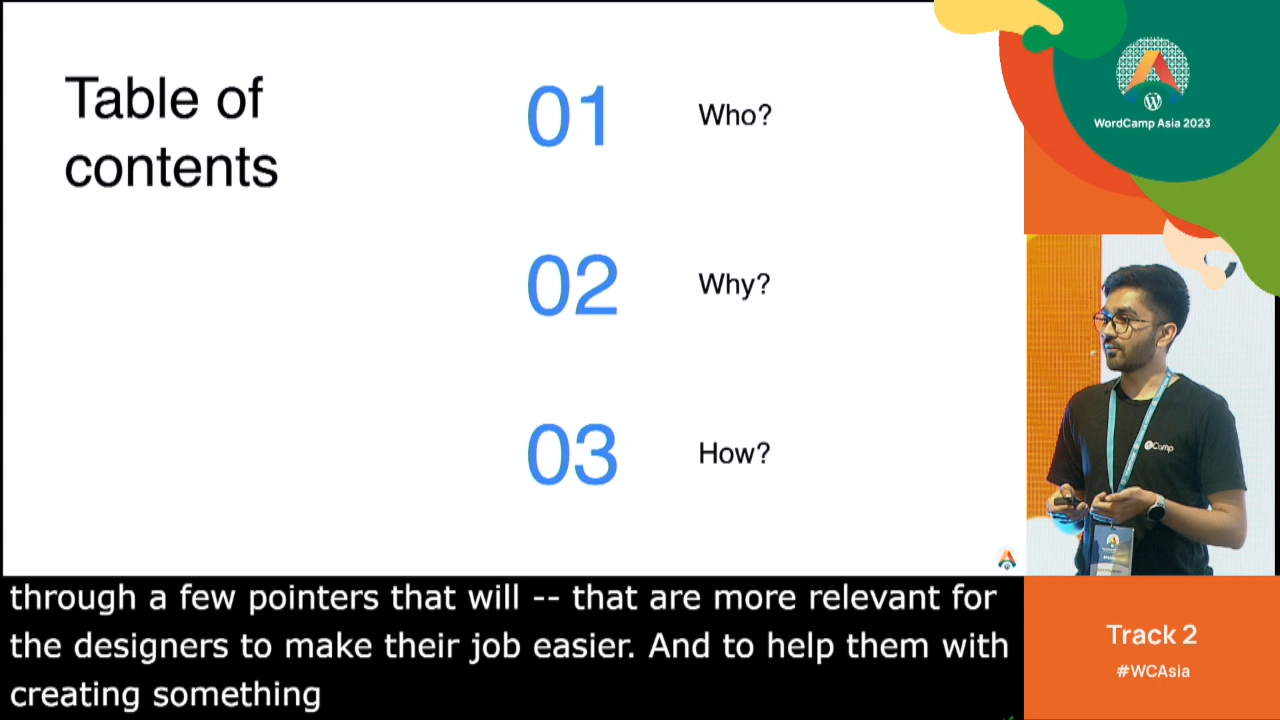 Table of
contents
01 Who?
02 Why?
03 How?
WordCamp Asia 2023
Camp
through a few pointers that will -- that are more relevant for
the designers to make their job easier. And to help them with
creating something
Track 2
#WCAsia